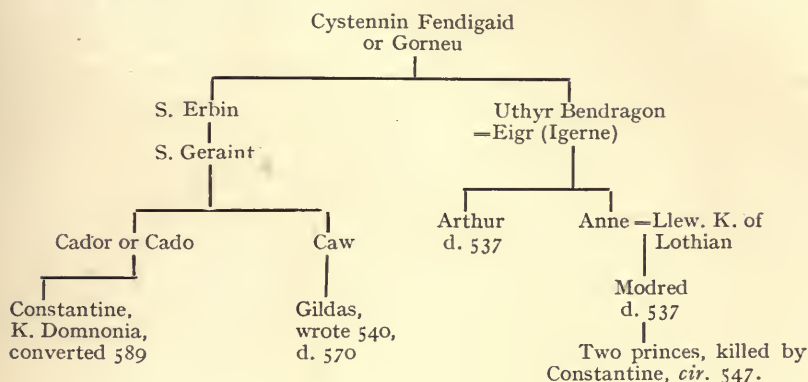 Cystennin Fendigaid
or Gorneu
S. Erbin
S. Geraint
Uthyr Bendragon
=Eigr (Igerne)
Cador or Cado
Caw
Arthur
d. 537
Anne=Llew. K. of
Lothian
Constantine,
K. Domnonia,
converted 589
Gildas,
wrote 540,
d. 570
Modred
d. 537
Two princes, killed by
Constantine, cir. 547.